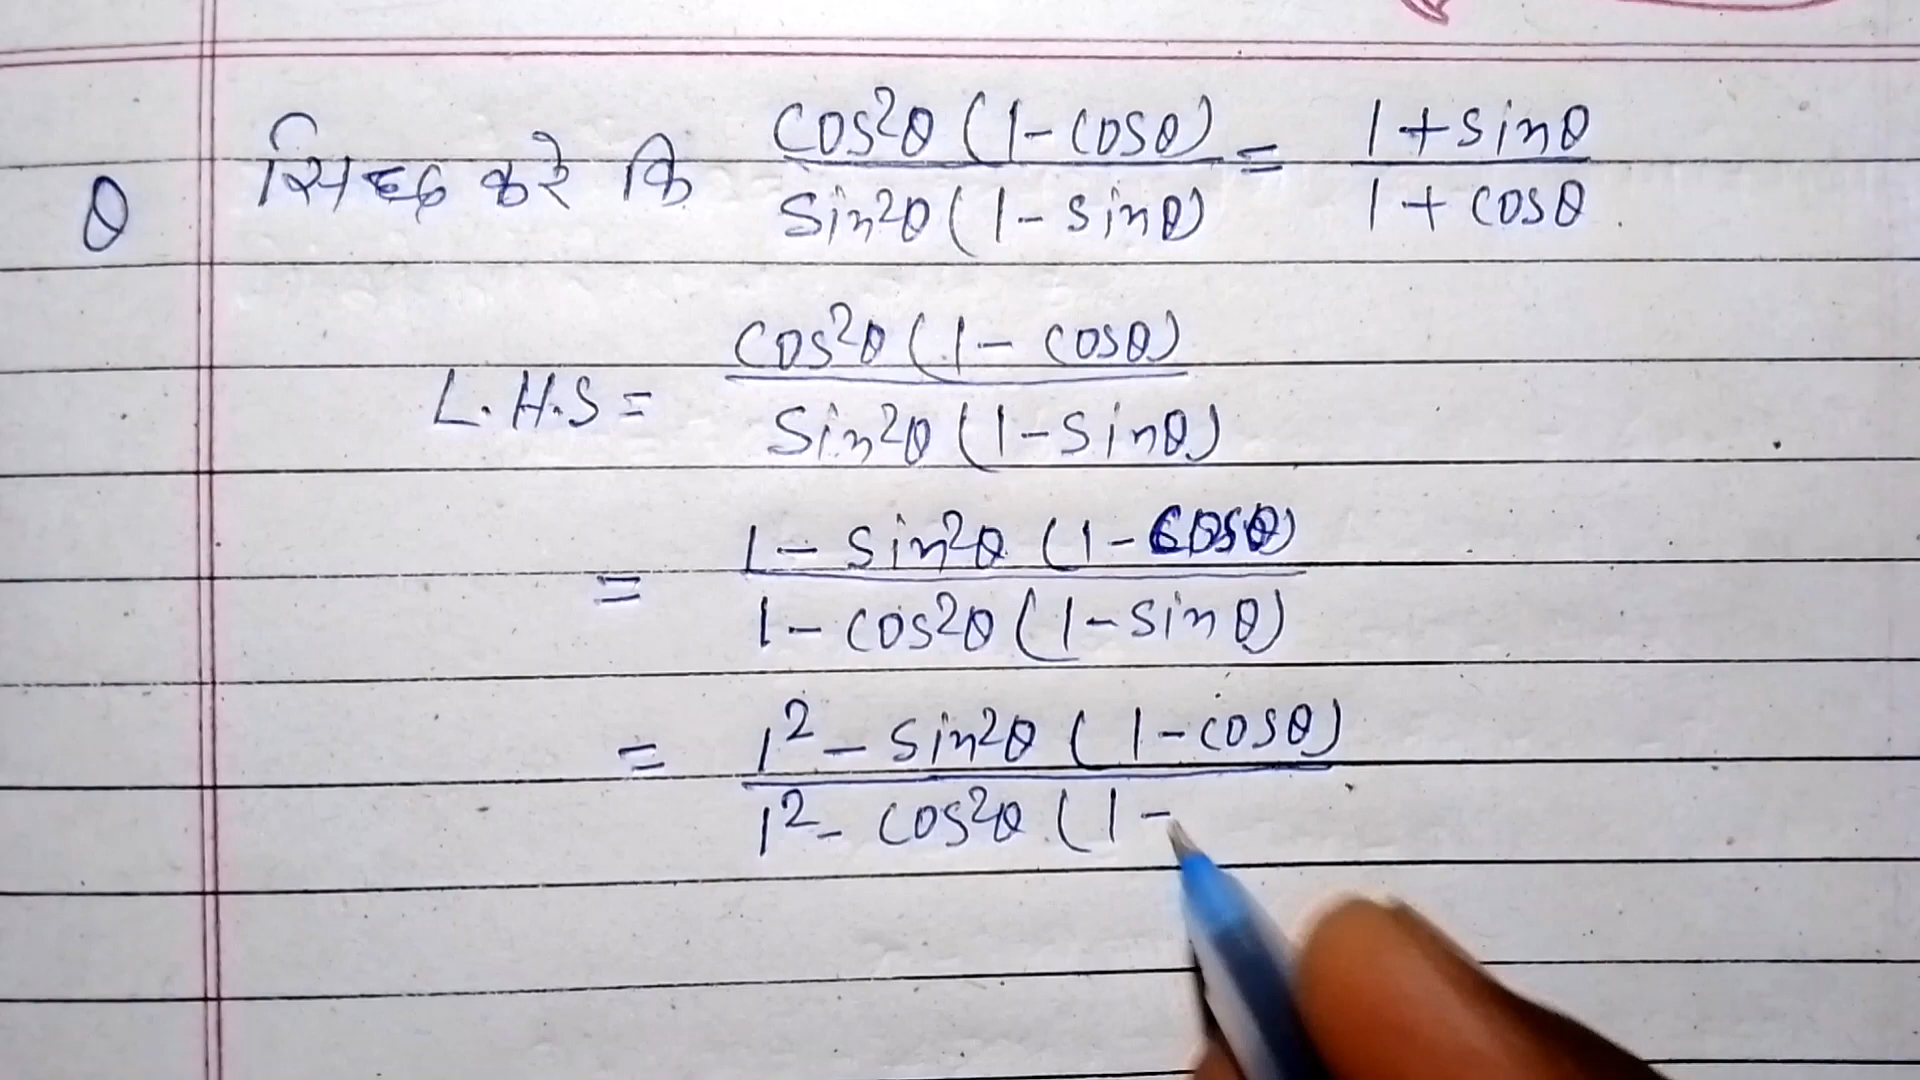 θ सिद्ध करे कि cos²θ (1 - cosθ) / sin²θ (1 - sinθ) = 1 + sinθ / 1 + cosθ
L.H.S = cos²θ (1 - cosθ) / sin²θ (1 - sinθ)
= 1 - sin²θ (1 - cosθ) / 1 - cos²θ (1 - sinθ)
= 1² - sin²θ (1 - cosθ) / 1² - cos²θ (1 -